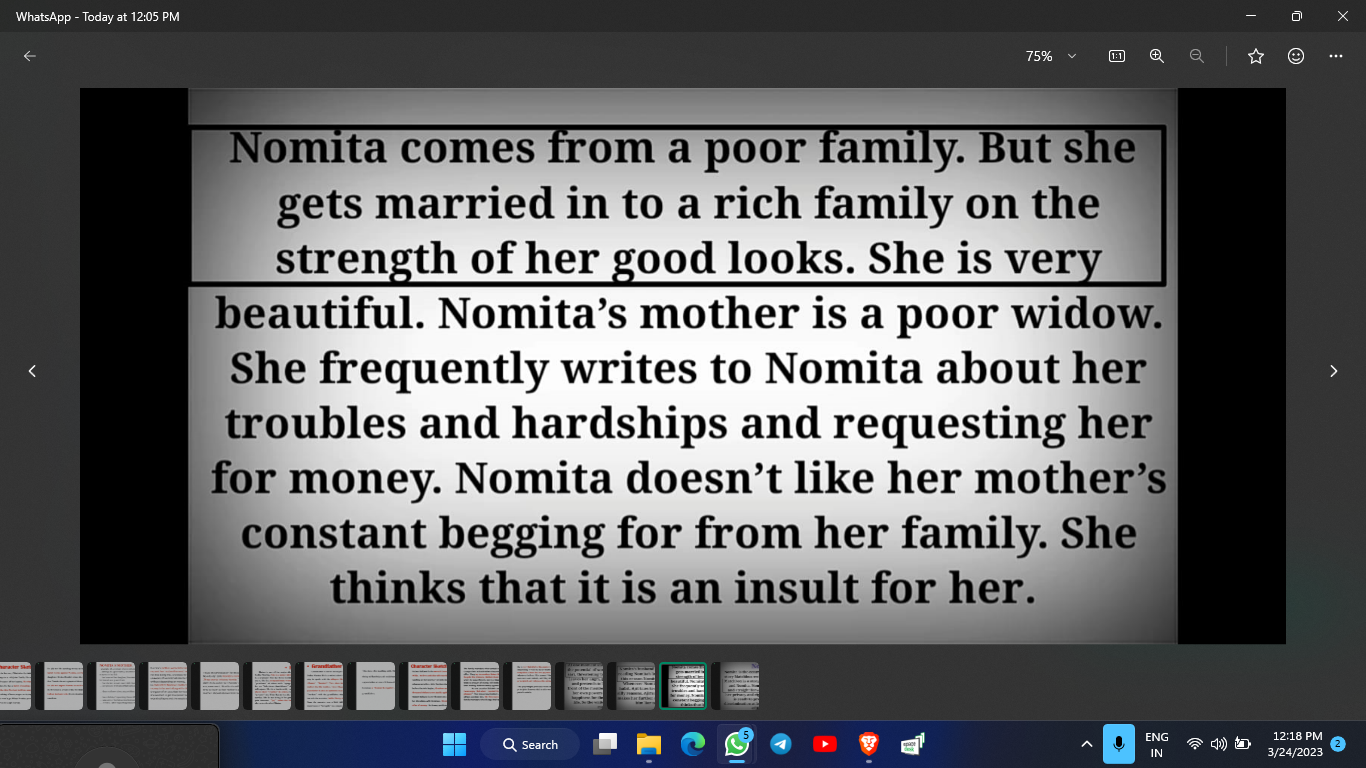 WhatsApp - Today at 12:05 PM
75%
1:1
Nomita comes from a poor family. But she
gets married in to a rich family on the
strength of her good looks. She is very
beautiful. Nomita’s mother is a poor widow.
She frequently writes to Nomita about her
troubles and hardships and requesting her
for money. Nomita doesn’t like her mother’s
constant begging for from her family. She
thinks that it is an insult for her.
Search
5
ENG
IN
12:18 PM
3/24/2023
2